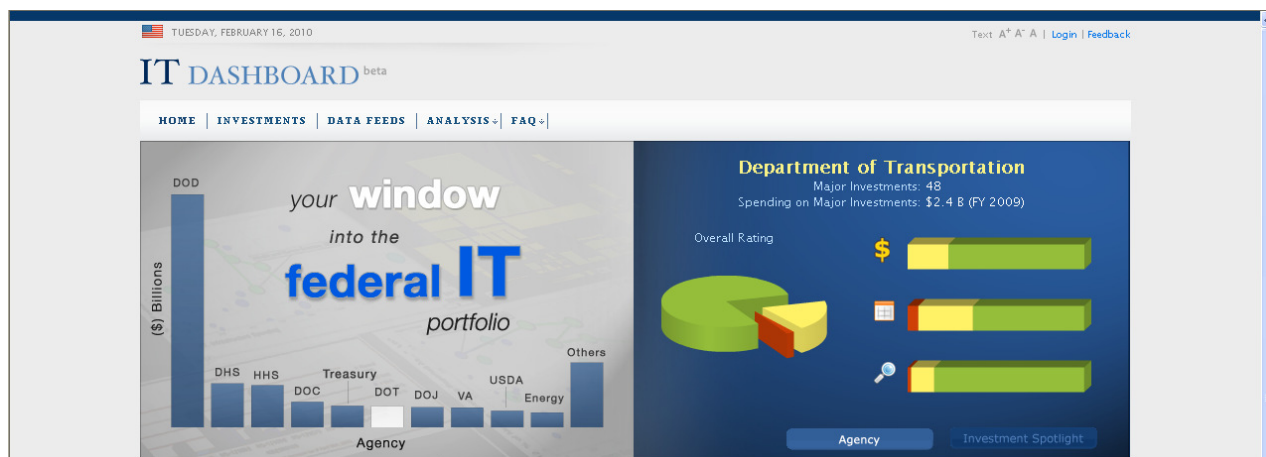 TUESDAY, FEBRUARY 16, 2010
Text A+ A- A | Login | Feedback
IT DASHBOARD beta
HOME | INVESTMENTS | DATA FEEDS | ANALYSIS | FAQ
your window
into the
federal IT
portfolio
($) Billions
DOD
DHS
HHS
DOC
Treasury
DOT
DOJ
VA
USDA
Energy
Others
Agency
Department of Transportation
Major Investments: 48
Spending on Major Investments: $2.4 B (FY 2009)
Overall Rating
$
Agency
Investment Spotlight